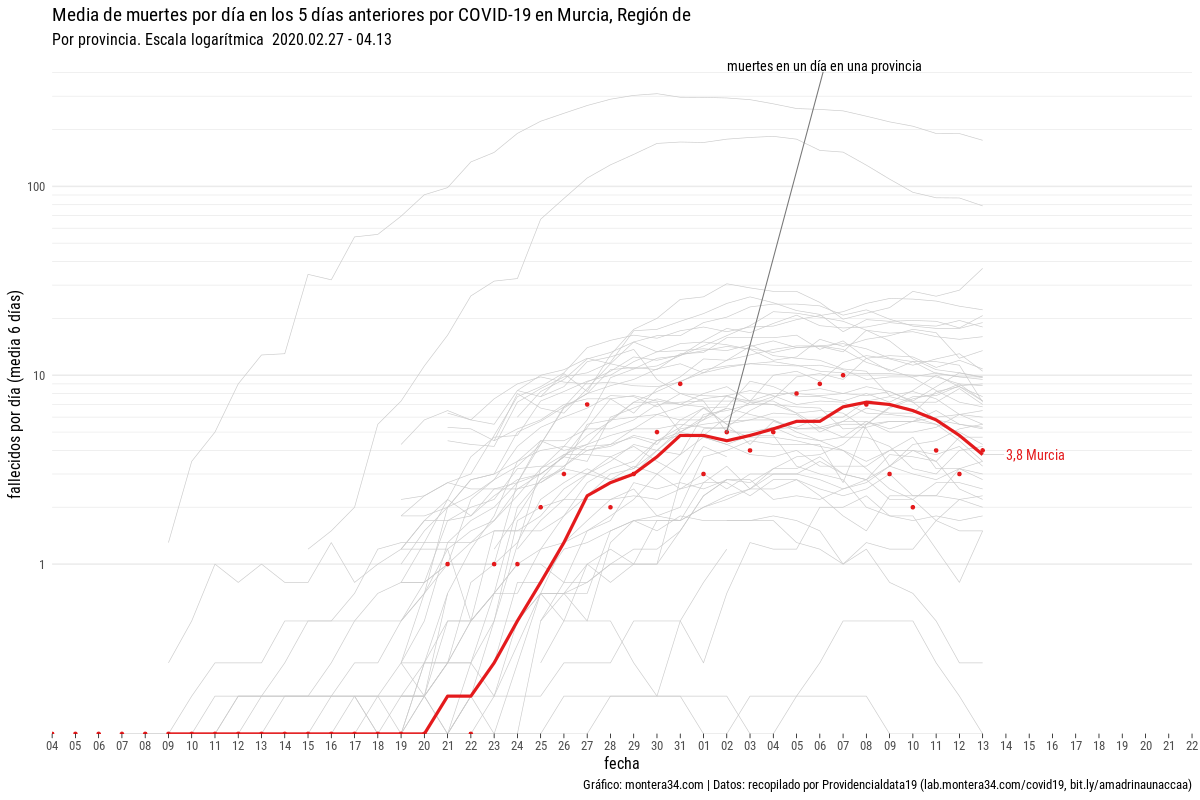 Media de muertes por día en los 5 días anteriores por COVID-19 en Murcia, Región de
Por provincia. Escala logarítmica  2020.02.27 - 04.13
muertes en un día en una provincia
fallecidos por día (media 6 días)
100
10
1
3,8 Murcia
04 05 06 07 08 09 10 11 12 13 14 15 16 17 18 19 20 21 22 23 24 25 26 27 28 29 30 31 01 02 03 04 05 06 07 08 09 10 11 12 13 14 15 16 17 18 19 20 21 22
fecha
Gráfico: montera34.com | Datos: recopilado por Providencialdata19 (lab.montera34.com/covid19, bit.ly/amadrinaunaccaa)